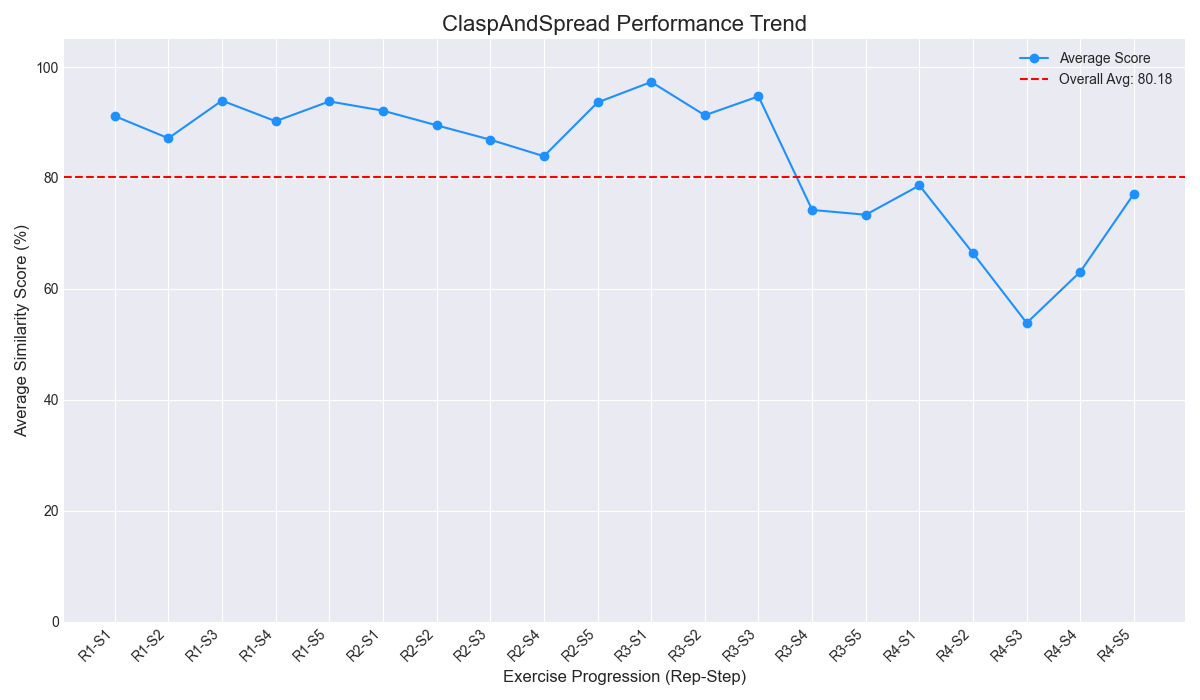 ClaspAndSpread Performance Trend
Average Score
Overall Avg: 80.18
Average Similarity Score (%)
100
80
60
40
20
0
R1-S1
R1-S2
R1-S3
R1-S4
R1-S5
R2-S1
R2-S2
R2-S3
R2-S4
R2-S5
R3-S1
R3-S2
R3-S3
R3-S4
R3-S5
R4-S1
R4-S2
R4-S3
R4-S4
R4-S5
Exercise Progression (Rep-Step)